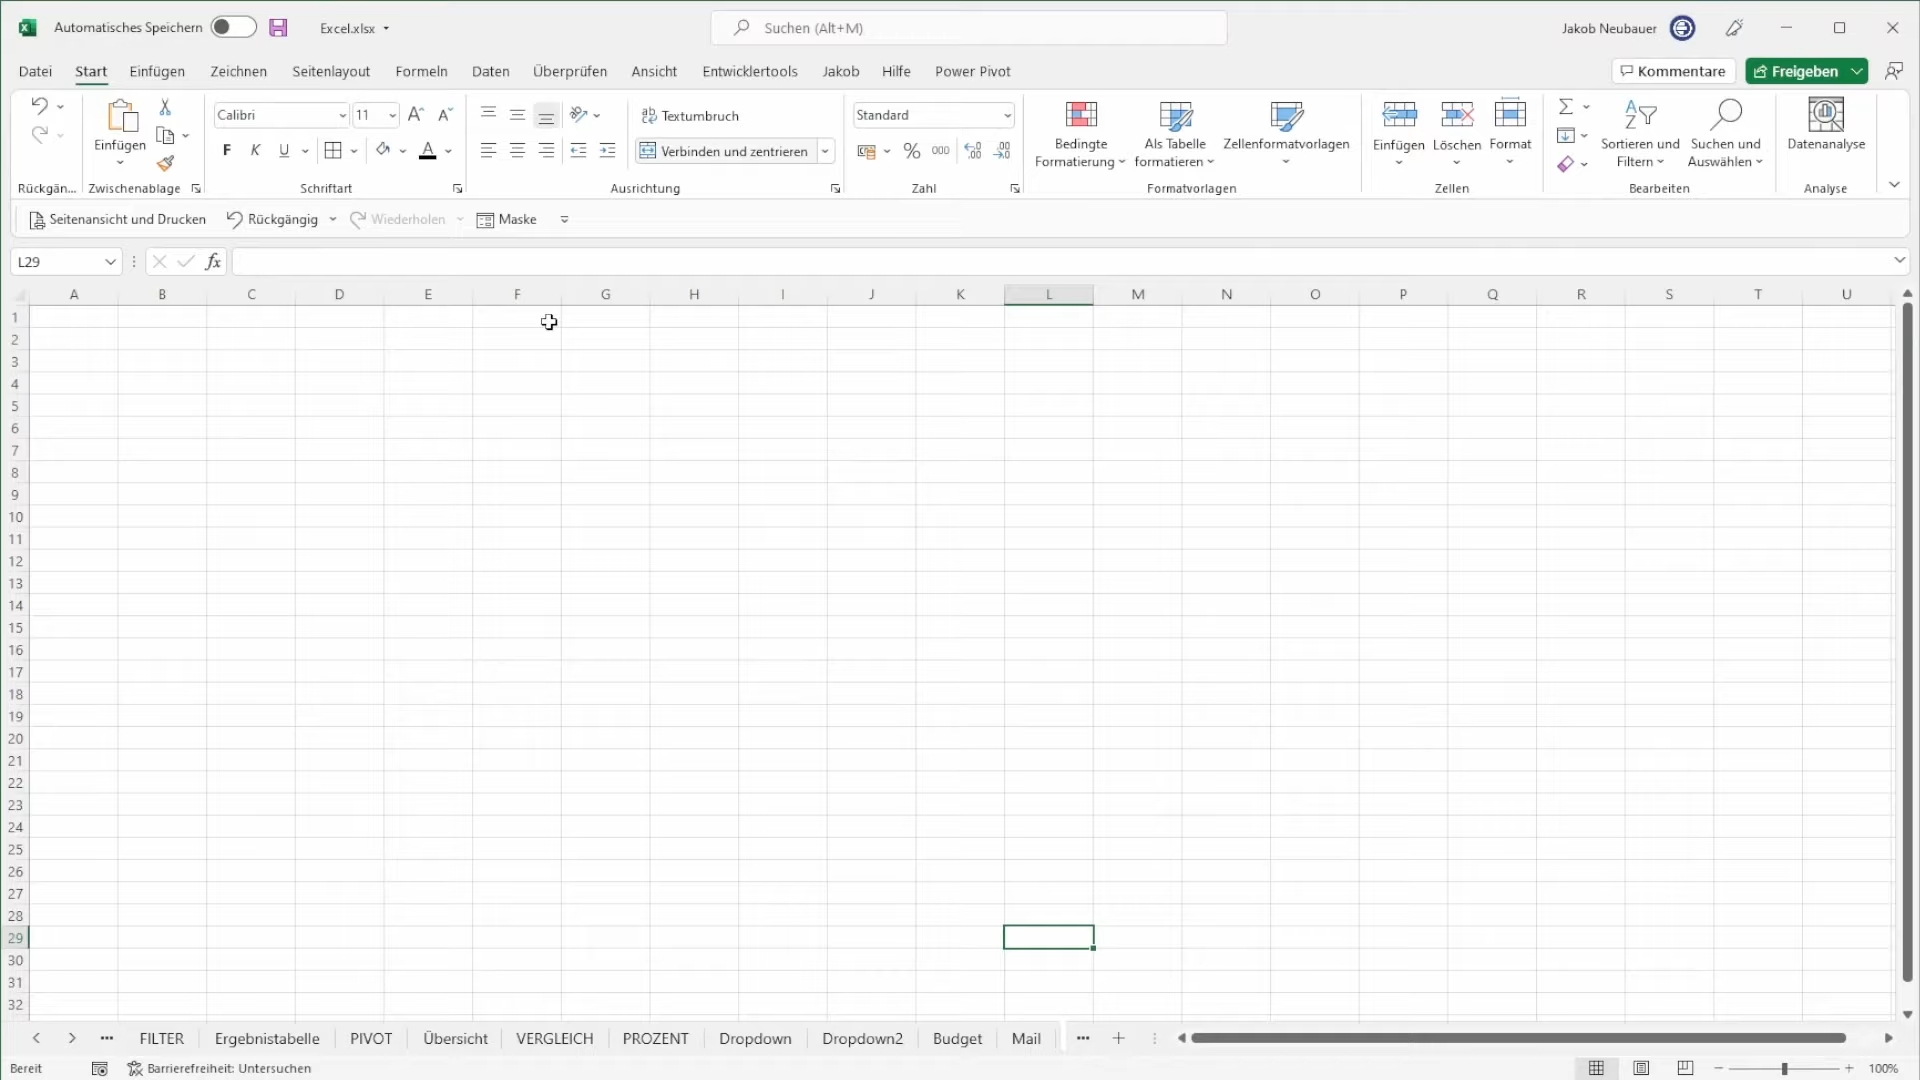 Automatisches Speichern Excel.xlsx Suchen (Alt+M) Jakob Neubauer
Datei Start Einfügen Zeichnen Seitenlayout Formeln Daten Überprüfen Ansicht Entwicklertools Jakob Hilfe Power Pivot Kommentare Freigeben
Calibri 11 Textumbruch Standard
Einfügen Bedingte Formatierung Als Tabelle formatieren Zellenformatvorlagen Einfügen Löschen Format Sortieren und Filtern Suchen und Auswählen Datenanalyse
F K U A Verbinden und zentrieren % 000
Rückgän... Zwischenablage Schriftart Ausrichtung Zahl Formatvorlagen Zellen Bearbeiten Analyse
Seitenansicht und Drucken Rückgängig Wiederholen Maske
L29 fx
A B C D E F G H I J K L M N O P Q R S T U
1
2
3
4
5
6
7
8
9
10
11
12
13
14
15
16
17
18
19
20
21
22
23
24
25
26
27
28
29
30
31
32
... FILTER Ergebnistabelle PIVOT Übersicht VERGLEICH PROZENT Dropdown Dropdown2 Budget Mail ...
Bereit Barrierefreiheit: Untersuchen 100%